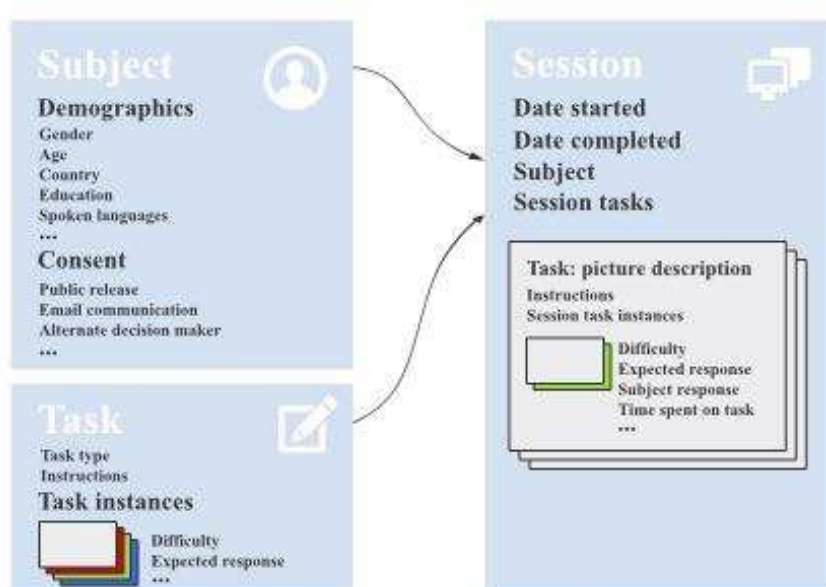 Subject
Demographics
Gender
Age
Country
Education
Spoken languages
...
Consent
Public release
Email communication
Alternate decision maker
...
Task
Task type
Instructions
Task instances
Difficulty
Expected response
...
Session
Date started
Date completed
Subject
Session tasks
Task: picture description
Instructions
Session task instances
Difficulty
Expected response
Subject response
Time spent on task
...